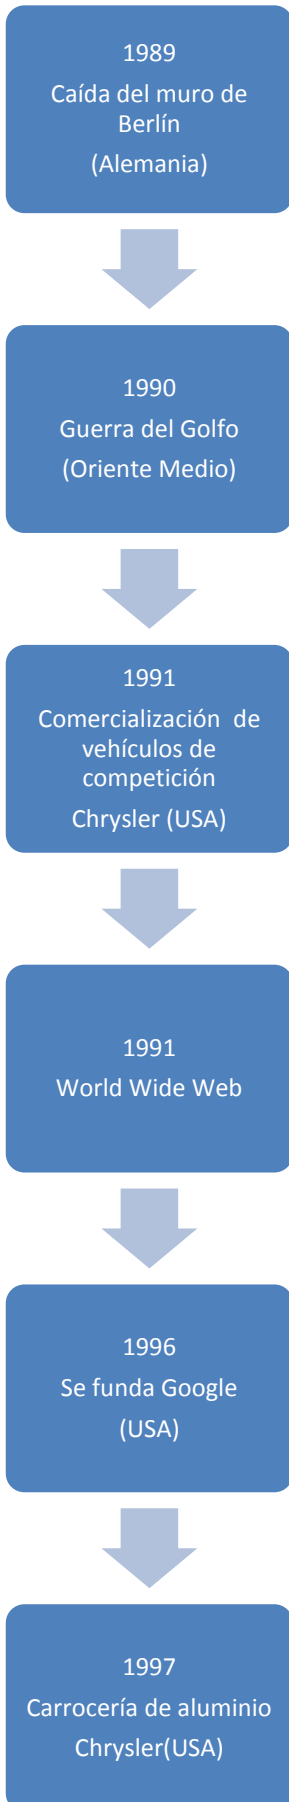 1989
Caída del muro de
Berlín
(Alemania)
1990
Guerra del Golfo
(Oriente Medio)
1991
Comercialización de
vehículos de
competición
Chrysler (USA)
1991
World Wide Web
1996
Se funda Google
(USA)
1997
Carrocería de aluminio
Chrysler(USA)